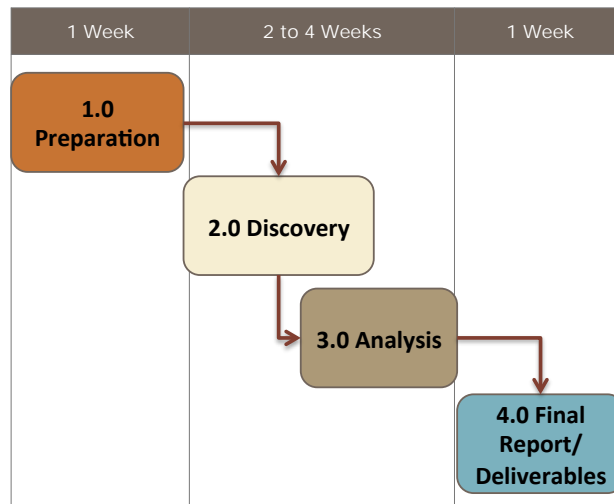 1 Week
2 to 4 Weeks
1 Week
1.0
Preparation
2.0 Discovery
3.0 Analysis
4.0 Final
Report/
Deliverables